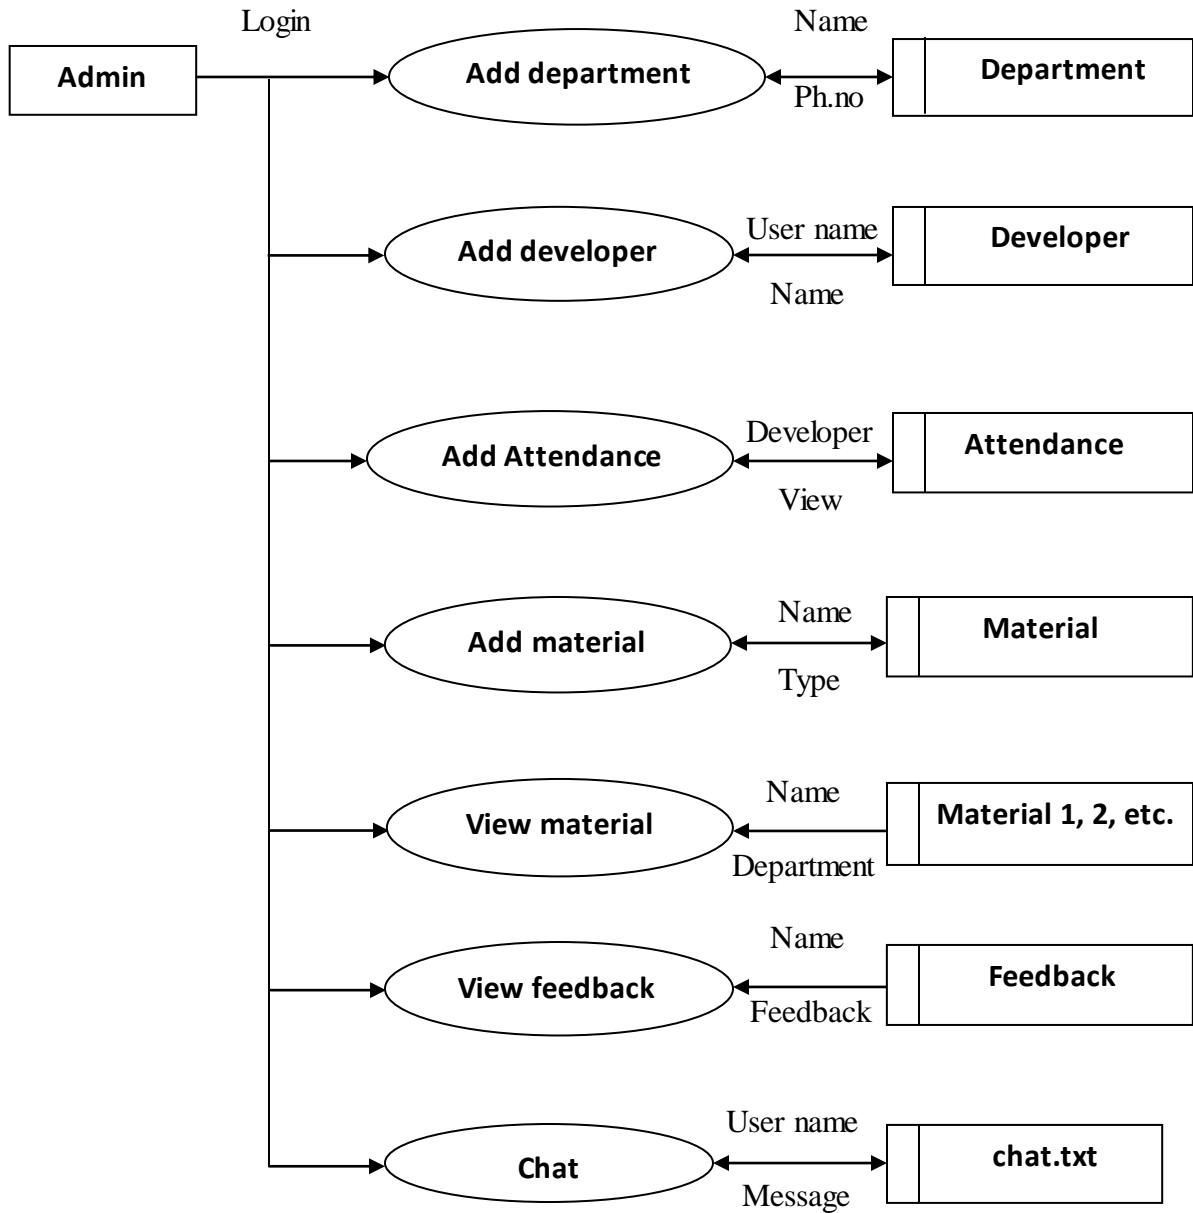 Login
Name
Admin
Add department
Department
Ph.no
User name
Add developer
Developer
Name
Developer
Add Attendance
Attendance
View
Name
Add material
Material
Type
Name
View material
Material 1, 2, etc.
Department
Name
View feedback
Feedback
Feedback
User name
Chat
chat.txt
Message